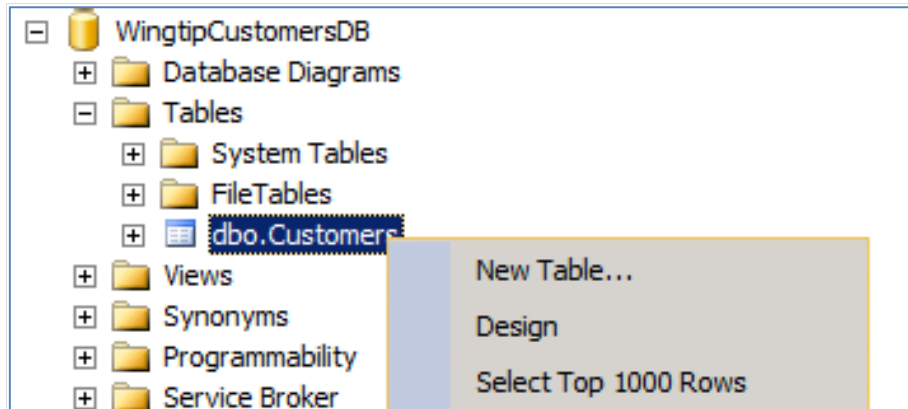 WingtipCustomersDB
Database Diagrams
Tables
System Tables
FileTables
dbo.Customers
New Table...
Views
Synonyms
Design
Programmability
Select Top 1000 Rows
Service Broker